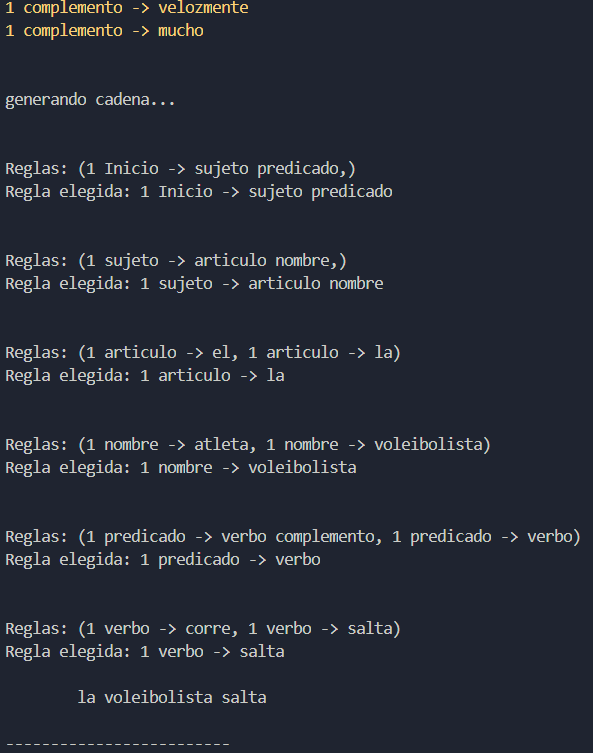 1 complemento -> velozmente
1 complemento -> mucho
generando cadena...
Reglas: (1 Inicio -> sujeto predicado,)
Regla elegida: 1 Inicio -> sujeto predicado
Reglas: (1 sujeto -> articulo nombre,)
Regla elegida: 1 sujeto -> articulo nombre
Reglas: (1 articulo -> el, 1 articulo -> la)
Regla elegida: 1 articulo -> la
Reglas: (1 nombre -> atleta, 1 nombre -> voleibolista)
Regla elegida: 1 nombre -> voleibolista
Reglas: (1 predicado -> verbo complemento, 1 predicado -> verbo)
Regla elegida: 1 predicado -> verbo
Reglas: (1 verbo -> corre, 1 verbo -> salta)
Regla elegida: 1 verbo -> salta
la voleibolista salta
-------------------------